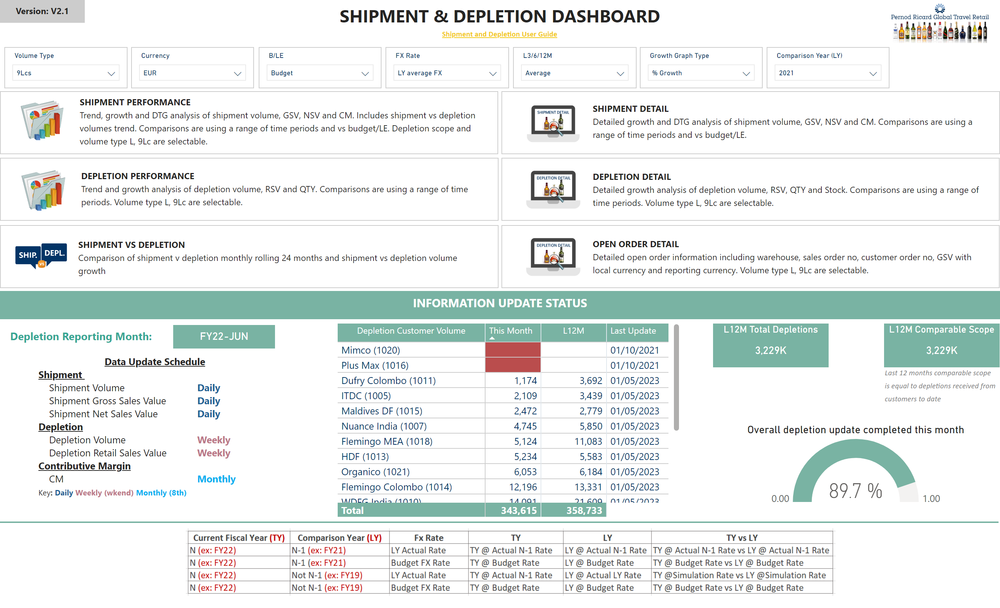 Version: V2.1
SHIPMENT & DEPLETION DASHBOARD
Shipment and Depletion User Guide
Pernod Ricard Global Travel Retail
Volume Type
9Lcs
Currency
EUR
B/LE
Budget
FX Rate
LY average FX
L3/6/12M
Average
Growth Graph Type
% Growth
Comparison Year (LY)
2021
SHIPMENT PERFORMANCE
Trend, growth and DTG analysis of shipment volume, GSV, NSV and CM. Includes shipment vs depletion
volumes trend. Comparisons are using a range of time periods and vs budget/LE. Depletion scope and
volume type L, 9Lc are selectable.
SHIPMENT DETAIL
SHIPMENT DETAIL
Detailed growth and DTG analysis of shipment volume, GSV, NSV and CM. Comparisons are using a
range of time periods and vs budget/LE.
DEPLETION PERFORMANCE
Trend and growth analysis of depletion volume, RSV and QTY. Comparisons are using a range of time
periods. Volume type L, 9Lc are selectable.
DEPLETION DETAIL
DEPLETION DETAIL
Detailed growth analysis of depletion volume, RSV, QTY and Stock. Comparisons are using a range of
time periods. Volume type L, 9Lc are selectable.
SHIP. VS DEPL.
SHIPMENT VS DEPLETION
Comparison of shipment v depletion monthly rolling 24 months and shipment vs depletion volume
growth
DEPLETION DETAIL
OPEN ORDER DETAIL
Detailed open order information including warehouse, sales order no, customer order no, GSV with
local currency and reporting currency. Volume type L, 9Lc are selectable.
INFORMATION UPDATE STATUS
Depletion Reporting Month: FY22-JUN
Data Update Schedule
Shipment
Shipment Volume Daily
Shipment Gross Sales Value Daily
Shipment Net Sales Value Daily
Depletion
Depletion Volume Weekly
Depletion Retail Sales Value Weekly
Contributive Margin
CM Monthly
Key: Daily Weekly (wkend) Monthly (8th)
Depletion Customer Volume This Month L12M Last Update
Mimco (1020) 01/10/2021
Plus Max (1016) 01/10/2021
Dufry Colombo (1011) 1,174 3,692 01/05/2023
ITDC (1005) 2,109 3,439 01/05/2023
Maldives DF (1015) 2,472 2,779 01/05/2023
Nuance India (1007) 4,745 5,850 01/05/2023
Flemingo MEA (1018) 5,124 11,083 01/05/2023
HDF (1013) 5,234 5,583 01/05/2023
Organico (1021) 6,053 6,184 01/05/2023
Flemingo Colombo (1014) 12,196 13,331 01/05/2023
WDFG India (1010) 14,091 21,609 01/05/2023
Total 343,615 358,733
L12M Total Depletions
3,229K
L12M Comparable Scope
3,229K
Last 12 months comparable scope
is equal to depletions received from
customers to date
Overall depletion update completed this month
0.00 89.7 % 1.00
Current Fiscal Year (TY) Comparison Year (LY) Fx Rate TY LY TY vs LY
N (ex: FY22) N-1 (ex: FY21) LY Actual Rate TY @ Actual N-1 Rate LY @ Actual N-1 Rate TY @ Actual N-1 Rate vs LY @ Actual N-1 Rate
N (ex: FY22) N-1 (ex: FY21) Budget FX Rate TY @ Budget Rate LY @ Budget Rate TY @ Budget Rate vs LY @ Budget Rate
N (ex: FY22) Not N-1 (ex: FY19) LY Actual Rate TY @ Actual N-1 Rate LY @ Actual LY Rate TY @Simulation Rate vs LY @Simulation Rate
N (ex: FY22) Not N-1 (ex: FY19) Budget FX Rate TY @ Budget Rate LY @ Budget Rate TY @ Budget Rate vs LY @ Budget Rate